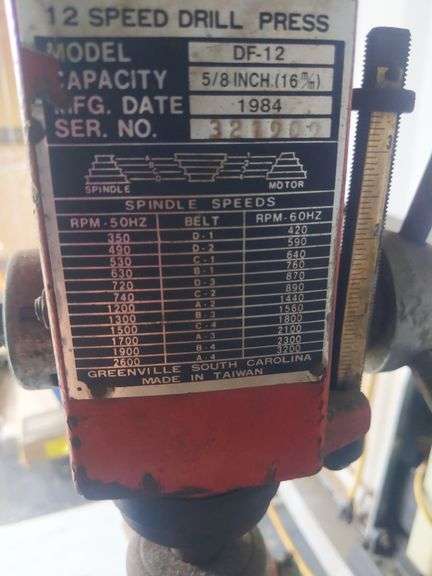 12 SPEED DRILL PRESS
MODEL DF-12
CAPACITY 5/8 INCH.(16 m/m)
MFG. DATE 1984
SER. NO.
SPINDLE MOTOR
SPINDLE SPEEDS
RPM-50HZ BELT RPM-60HZ
350 D-1 420
490 D-2 590
530 C-1 640
630 B-1 760
720 D-3 870
740 C-2 890
1200 A-2 1440
1300 B-3 1560
1500 C-4 1800
1700 A-3 2100
1900 B-4 2300
2600 A-4
GREENVILLE SOUTH CAROLINA
MADE IN TAIWAN